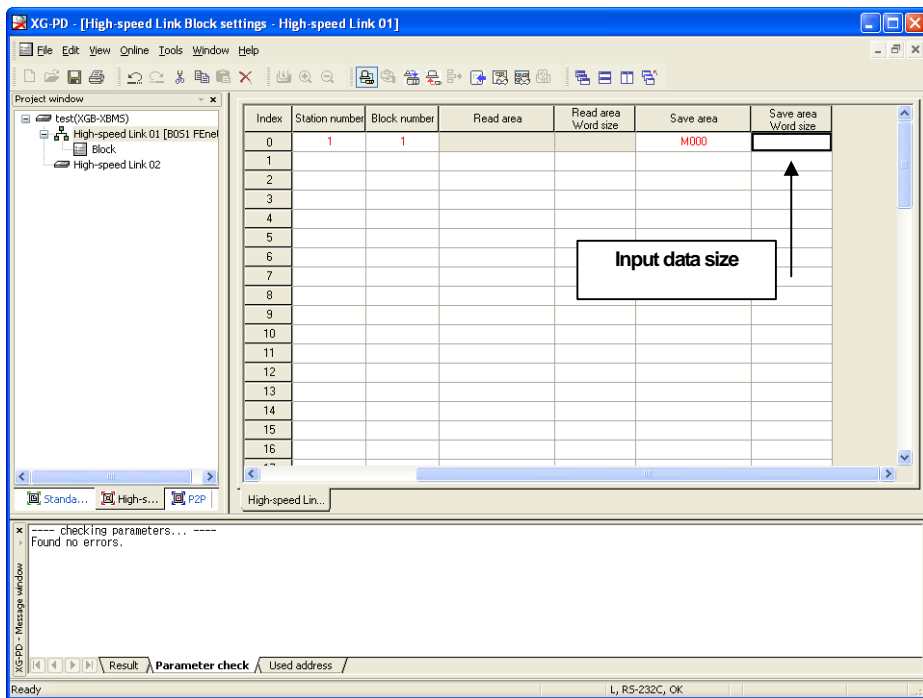 XG-PD - [High-speed Link Block settings - High-speed Link 01]
File Edit View Online Tools Window Help
Project window
test(XGB-XBMS)
High-speed Link 01 [B0S1 FEnet
Block
High-speed Link 02
Standa... High-s... P2P
Index Station number Block number Read area Read area Word size Save area Save area Word size
0 1 1 M000
1
2
3
4
5
6
7
8
9
10
11
12
13
14
15
16
17
Input data size
High-speed Lin...
---- checking parameters... ----
Found no errors.
XG-PD - Message window
Result Parameter check Used address
Ready L, RS-232C, OK